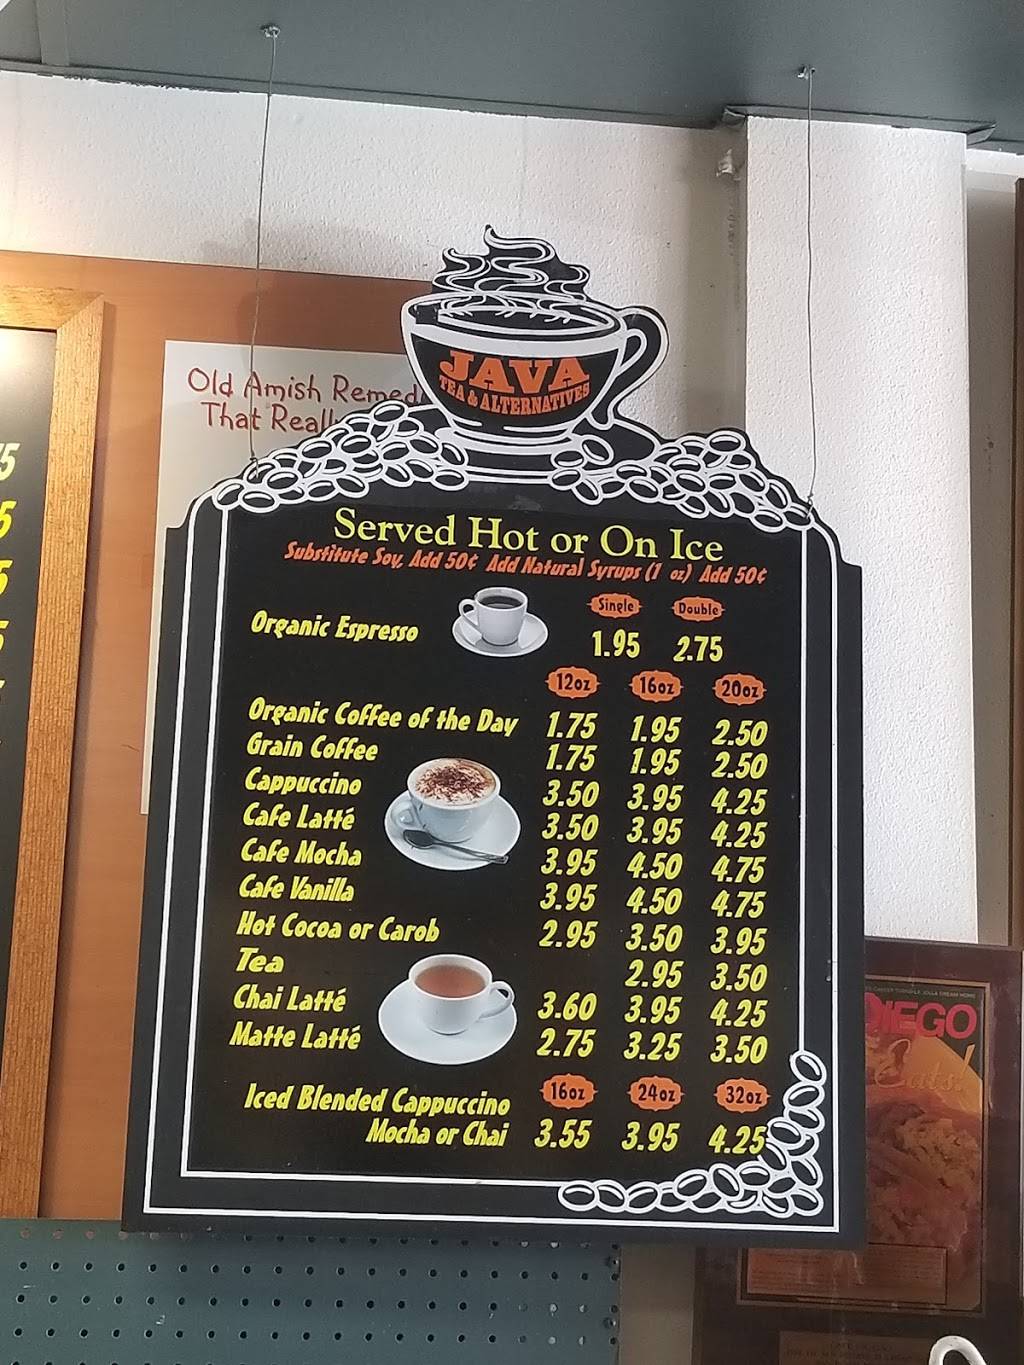 Old Amish Remed
That Reall
JAVA
TEA & ALTERNATIVES
Served Hot or On Ice
Substitute Soy, Add 50¢ Add Natural Syrups (1 oz) Add 50¢
Single Double
Organic Espresso 1.95 2.75
12oz 16oz 20oz
Organic Coffee of the Day 1.75 1.95 2.50
Grain Coffee 1.75 1.95 2.50
Cappuccino 3.50 3.95 4.25
Cafe Latté 3.50 3.95 4.25
Cafe Mocha 3.95 4.50 4.75
Cafe Vanilla 3.95 4.50 4.75
Hot Cocoa or Carob 2.95 3.50 3.95
Tea 2.95 3.50
Chai Latté 3.60 3.95 4.25
Matte Latté 2.75 3.25 3.50
16oz 24oz 32oz
Iced Blended Cappuccino
Mocha or Chai 3.55 3.95 4.25
5
5
5
5
IEGO
Eats!